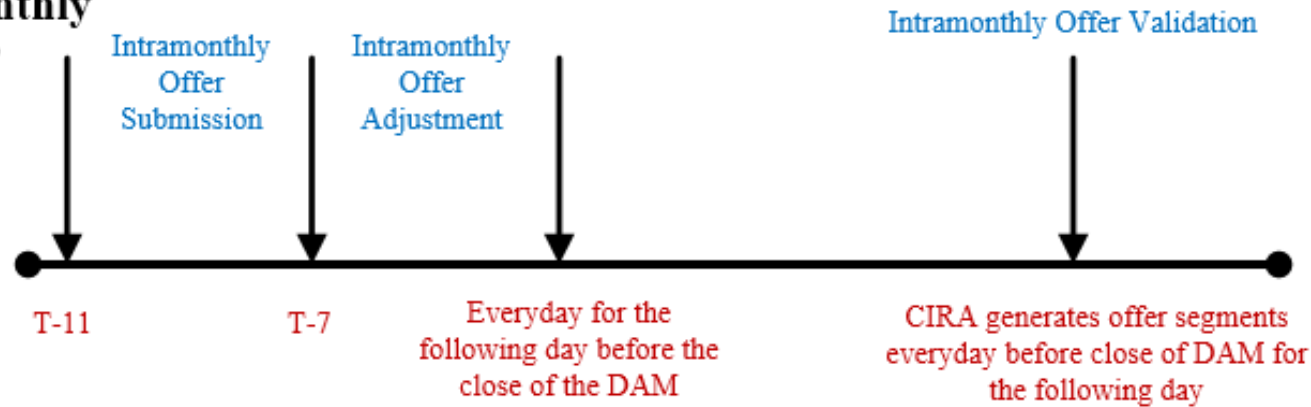 Intramonthly Offer Validation
Intramonthly
Offer
Submission
Intramonthly
Offer
Adjustment
T-11
T-7
Everyday for the
following day before the
close of the DAM
CIRA generates offer segments
everyday before close of DAM for
the following day